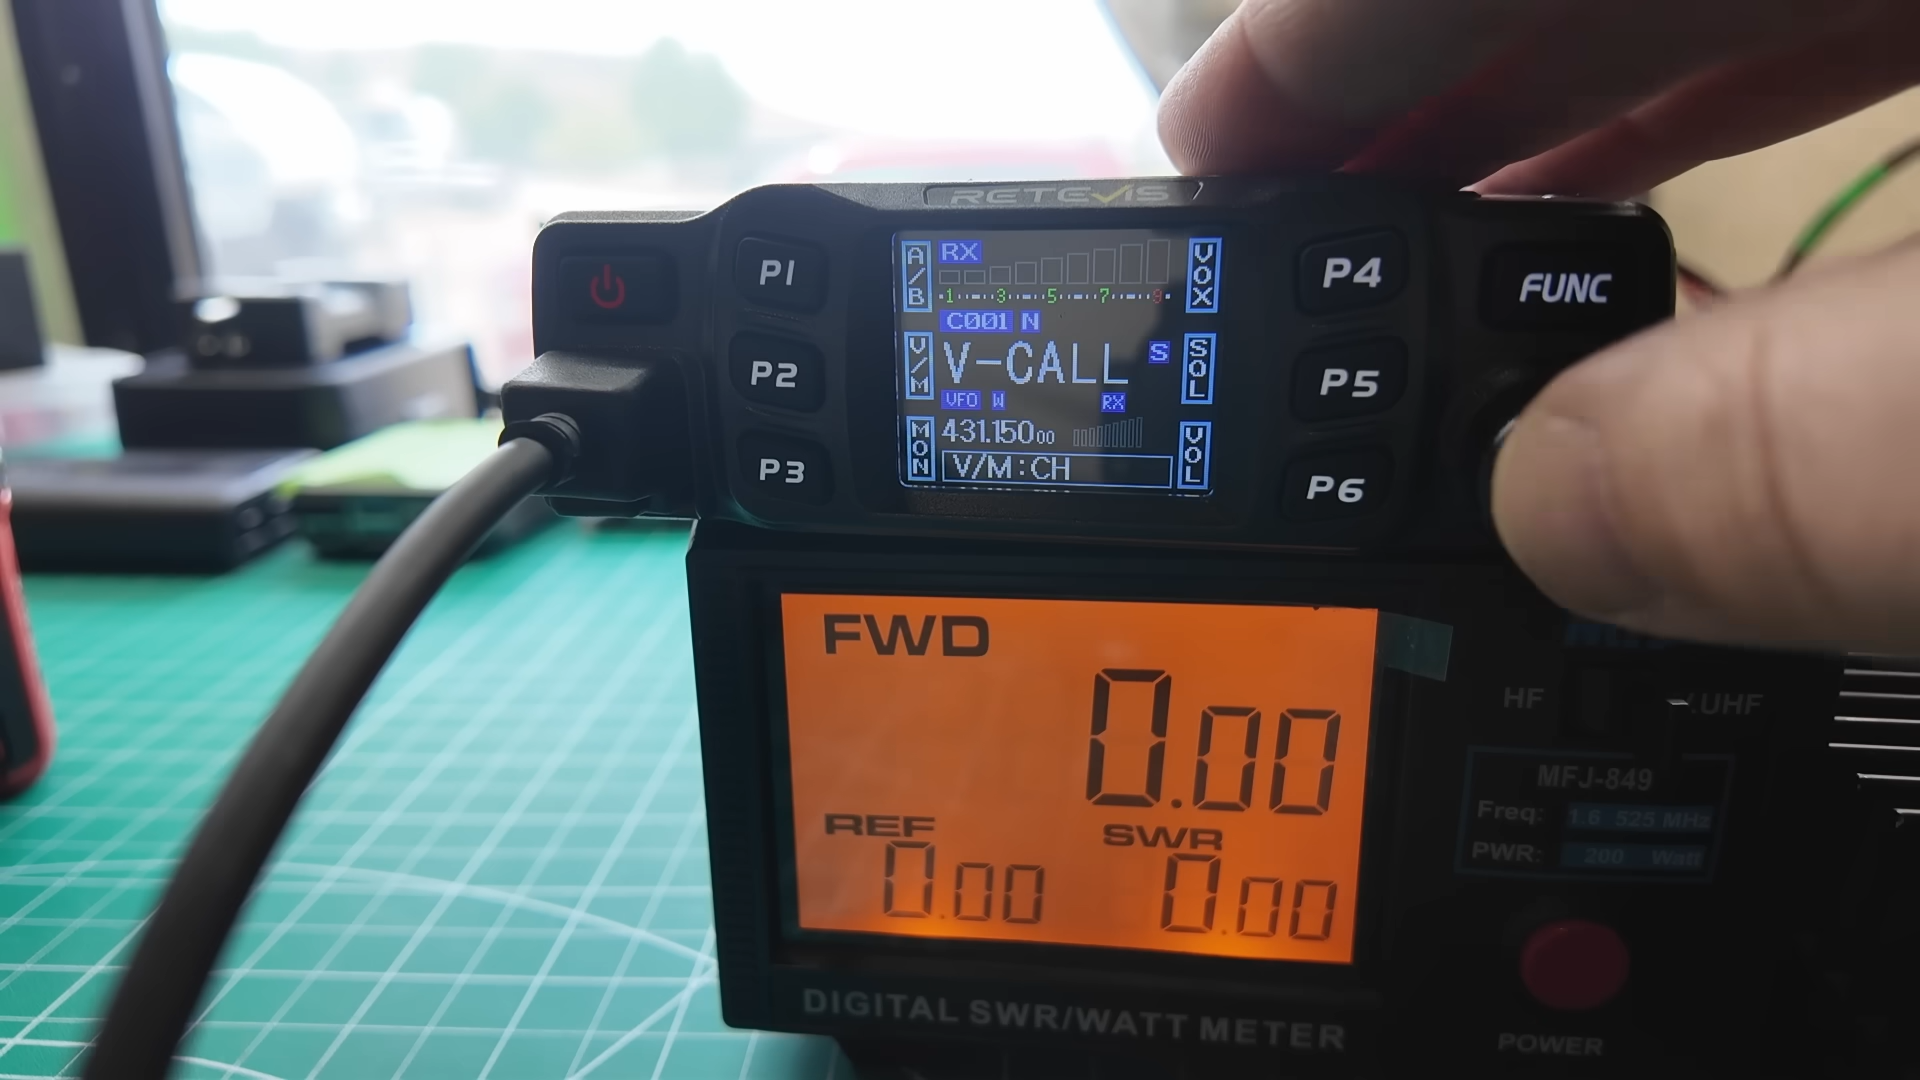 RETEVIS
A/B RX VOX
1 3 5 7 9
C001 N
V/M V-CALL S SQL
VFO W RX
MON 431.15000 VOL
V/M:CH
P1
P2
P3
P4
P5
P6
FUNC
FWD
0.00
REF SWR
0.00 0.00
HF
UHF
MFJ-849
Freq: 1.6 525 MHz
PWR: 200 Watt
DIGITAL SWR/WATT METER
POWER